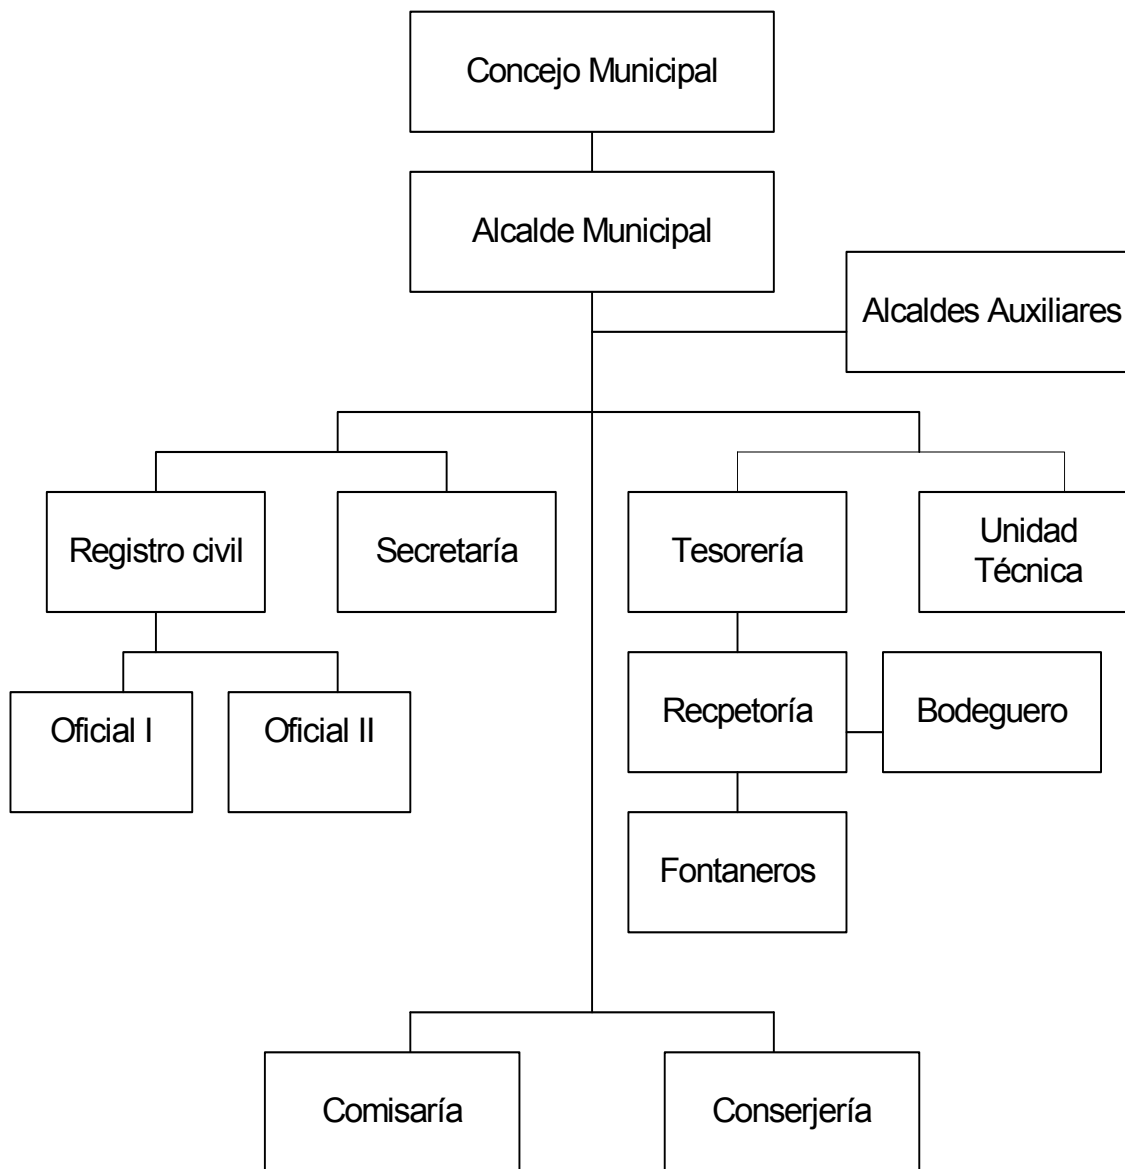 Concejo Municipal
Alcalde Municipal
Alcaldes Auxiliares
Registro civil
Secretaría
Tesorería
Unidad
Técnica
Oficial I
Oficial II
Recpetoría
Bodeguero
Fontaneros
Comisaría
Conserjería